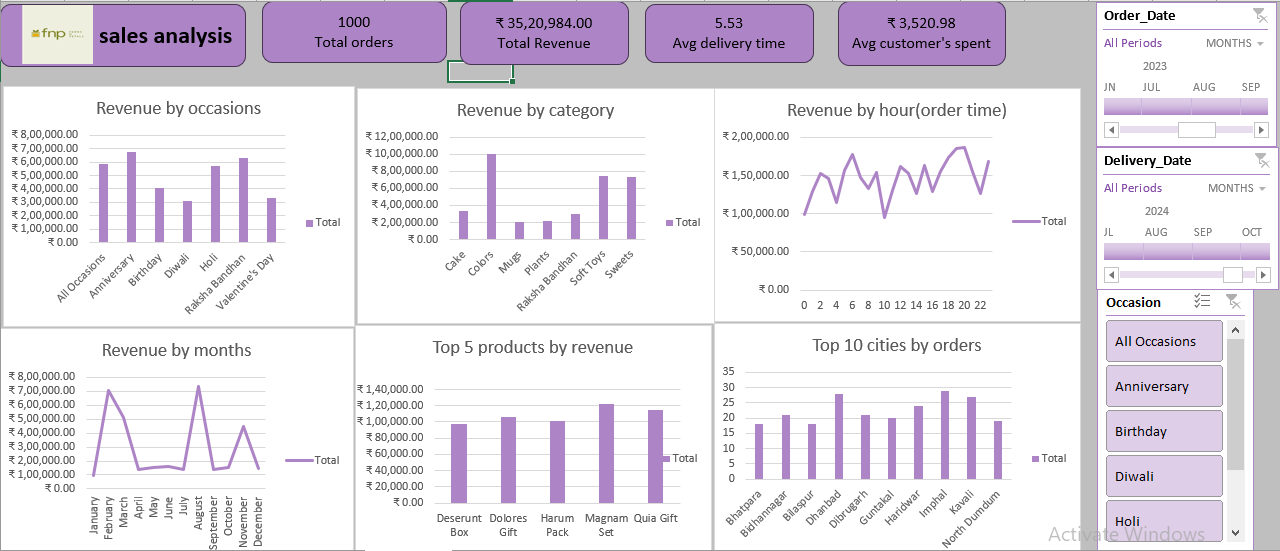 fnp
sales analysis
1000
Total orders
₹ 35,20,984.00
Total Revenue
5.53
Avg delivery time
₹ 3,520.98
Avg customer's spent
Order_Date
All Periods
MONTHS
2023
JN
JUL
AUG
SEP
Delivery_Date
All Periods
MONTHS
2024
JL
AUG
SEP
OCT
Occasion
All Occasions
Anniversary
Birthday
Diwali
Holi
Revenue by occasions
₹ 8,00,000.00
₹ 7,00,000.00
₹ 6,00,000.00
₹ 5,00,000.00
₹ 4,00,000.00
₹ 3,00,000.00
₹ 2,00,000.00
₹ 1,00,000.00
₹ 0.00
All Occasions
Anniversary
Birthday
Diwali
Holi
Raksha Bandhan
Valentine's Day
Total
Revenue by category
₹ 12,00,000.00
₹ 10,00,000.00
₹ 8,00,000.00
₹ 6,00,000.00
₹ 4,00,000.00
₹ 2,00,000.00
₹ 0.00
Cake
Colors
Mugs
Plants
Raksha Bandhan
Soft Toys
Sweets
Total
Revenue by hour(order time)
₹ 2,00,000.00
₹ 1,50,000.00
₹ 1,00,000.00
₹ 50,000.00
₹ 0.00
0 2 4 6 8 10 12 14 16 18 20 22
Total
Revenue by months
₹ 8,00,000.00
₹ 7,00,000.00
₹ 6,00,000.00
₹ 5,00,000.00
₹ 4,00,000.00
₹ 3,00,000.00
₹ 2,00,000.00
₹ 1,00,000.00
₹ 0.00
January
February
March
April
May
June
July
August
September
October
November
December
Total
Top 5 products by revenue
₹ 1,40,000.00
₹ 1,20,000.00
₹ 1,00,000.00
₹ 80,000.00
₹ 60,000.00
₹ 40,000.00
₹ 20,000.00
₹ 0.00
Deserunt Box
Dolores Gift
Harum Pack
Magnam Set
Quia Gift
Total
Top 10 cities by orders
35
30
25
20
15
10
5
0
Bhatpara
Bidhannagar
Bilaspur
Dhanbad
Dibrugarh
Guntakal
Haridwar
Imphal
Kavali
North Dumdum
Total
Activate Windows